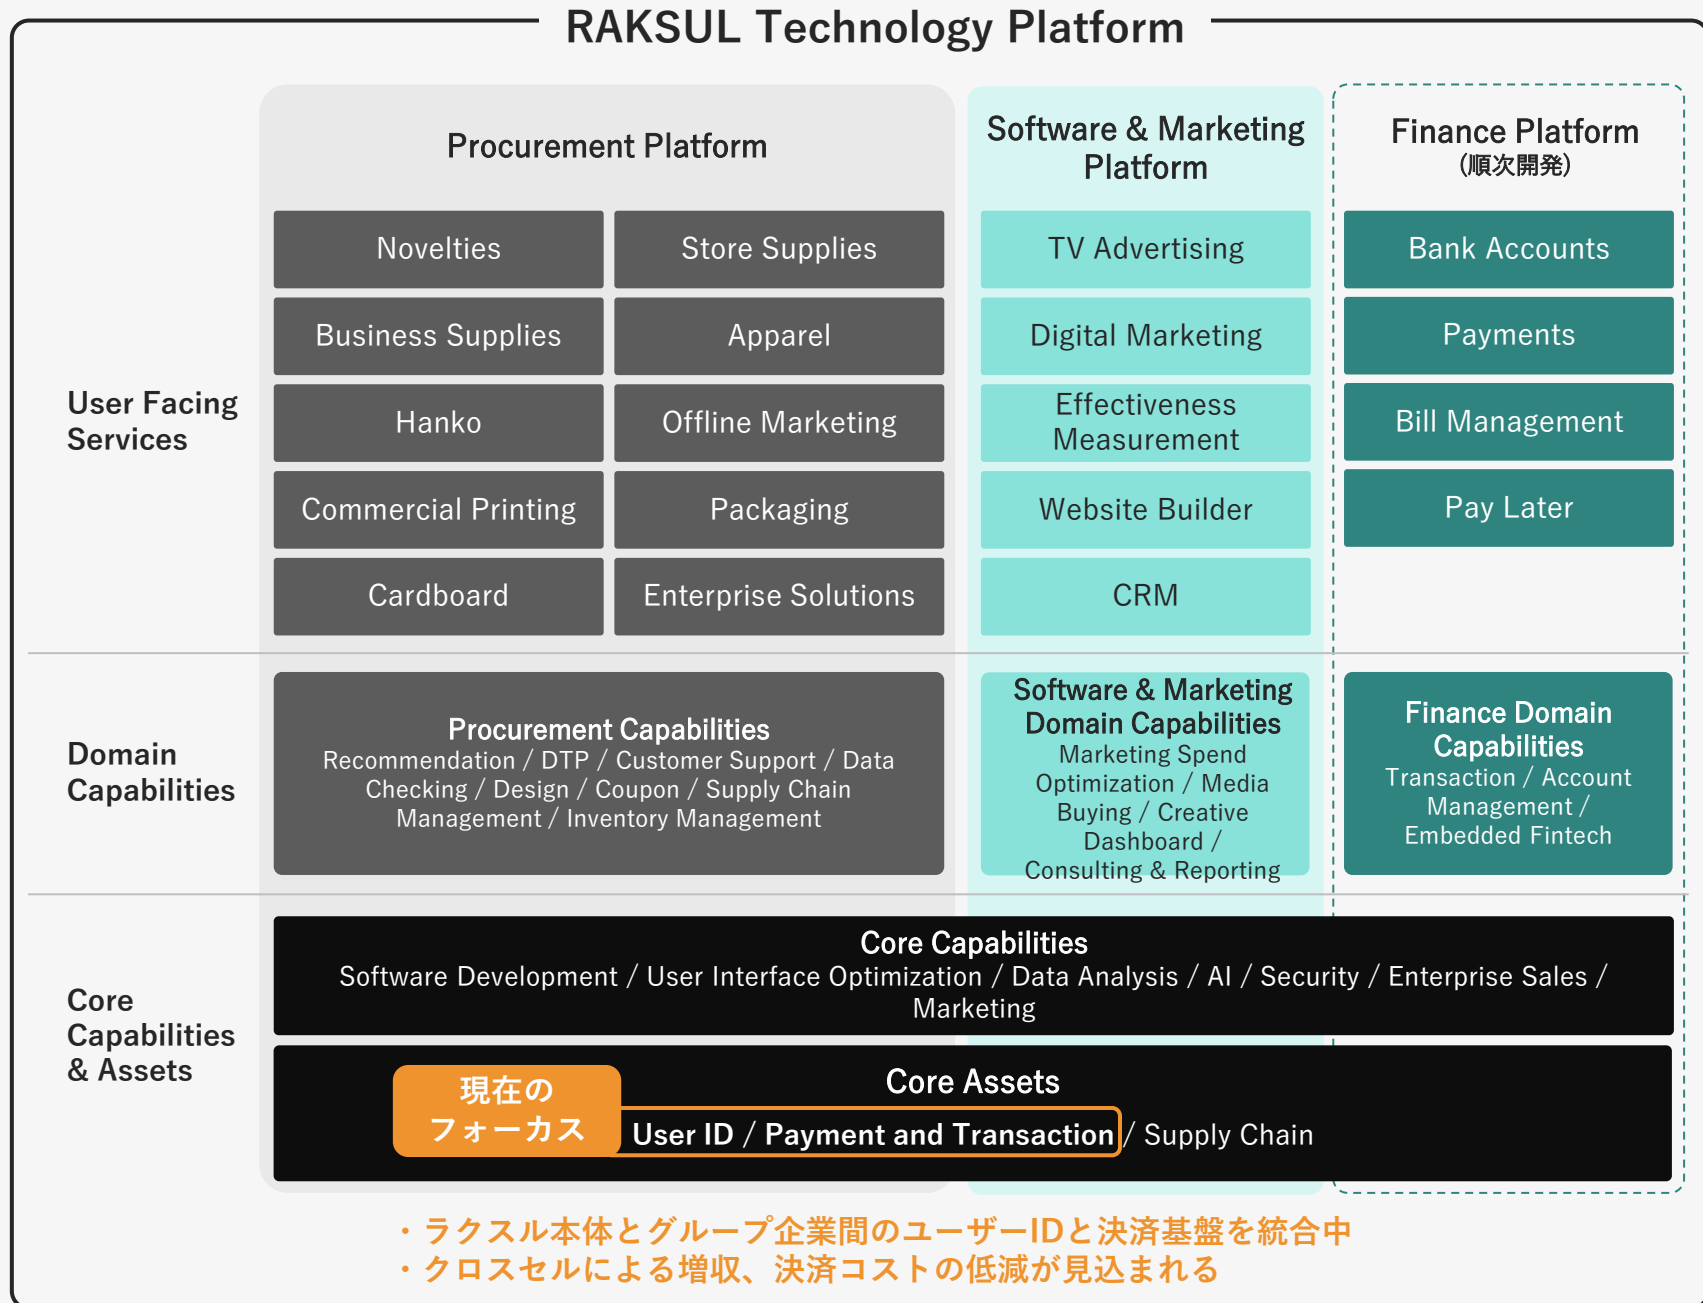 RAKSUL Technology Platform
Procurement Platform
Software & Marketing
Platform
Finance Platform
(順次開発)
User Facing
Services
Novelties
Store Supplies
Business Supplies
Apparel
Hanko
Offline Marketing
Commercial Printing
Packaging
Cardboard
Enterprise Solutions
TV Advertising
Digital Marketing
Effectiveness
Measurement
Website Builder
CRM
Bank Accounts
Payments
Bill Management
Pay Later
Domain
Capabilities
Procurement Capabilities
Recommendation / DTP / Customer Support / Data
Checking / Design / Coupon / Supply Chain
Management / Inventory Management
Software & Marketing
Domain Capabilities
Marketing Spend
Optimization / Media
Buying / Creative
Dashboard /
Consulting & Reporting
Finance Domain
Capabilities
Transaction / Account
Management /
Embedded Fintech
Core
Capabilities
& Assets
Core Capabilities
Software Development / User Interface Optimization / Data Analysis / AI / Security / Enterprise Sales /
Marketing
Core Assets
現在の
フォーカス
User ID / Payment and Transaction / Supply Chain
・ラクスル本体とグループ企業間のユーザーIDと決済基盤を統合中
・クロスセルによる増収、決済コストの低減が見込まれる